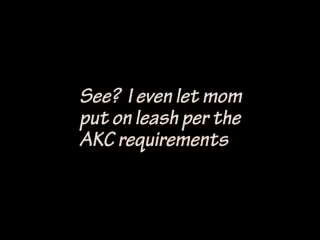 See? I even let mom
put on leash per the
AKC requirements